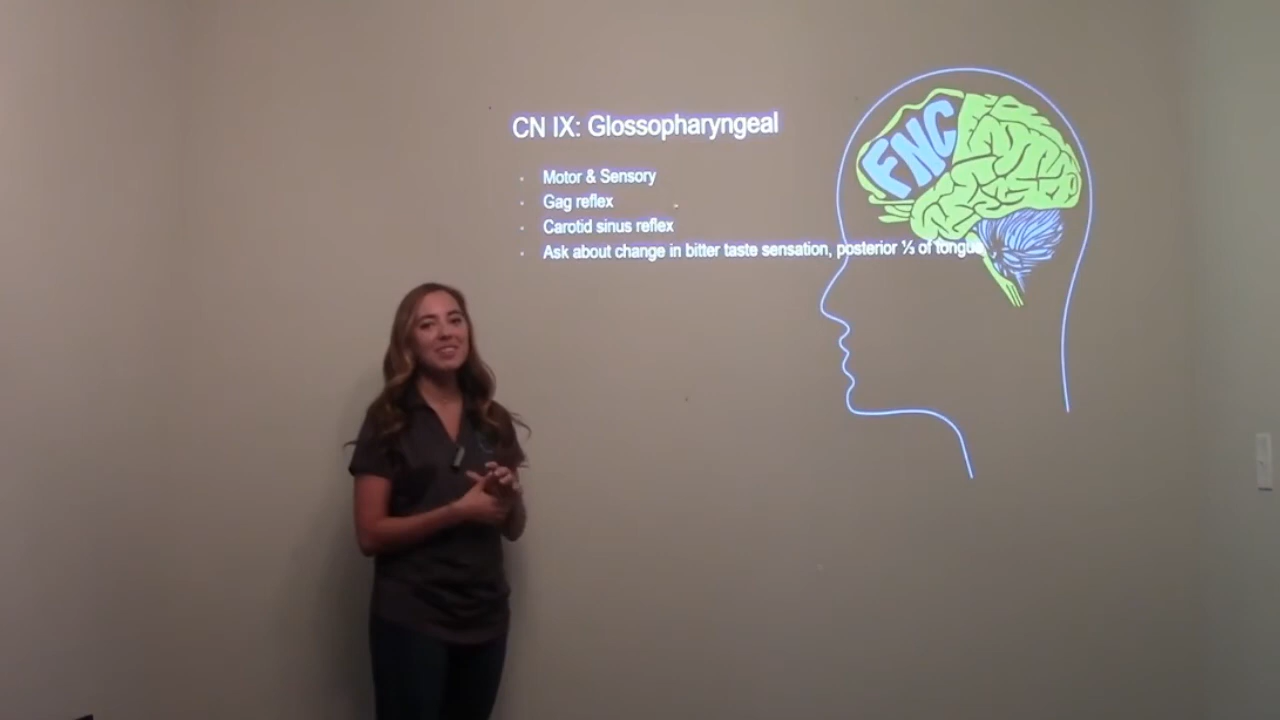 CN IX: Glossopharyngeal
Motor & Sensory
Gag reflex
Carotid sinus reflex
Ask about change in bitter taste sensation, posterior ⅓ of tongue
FNC